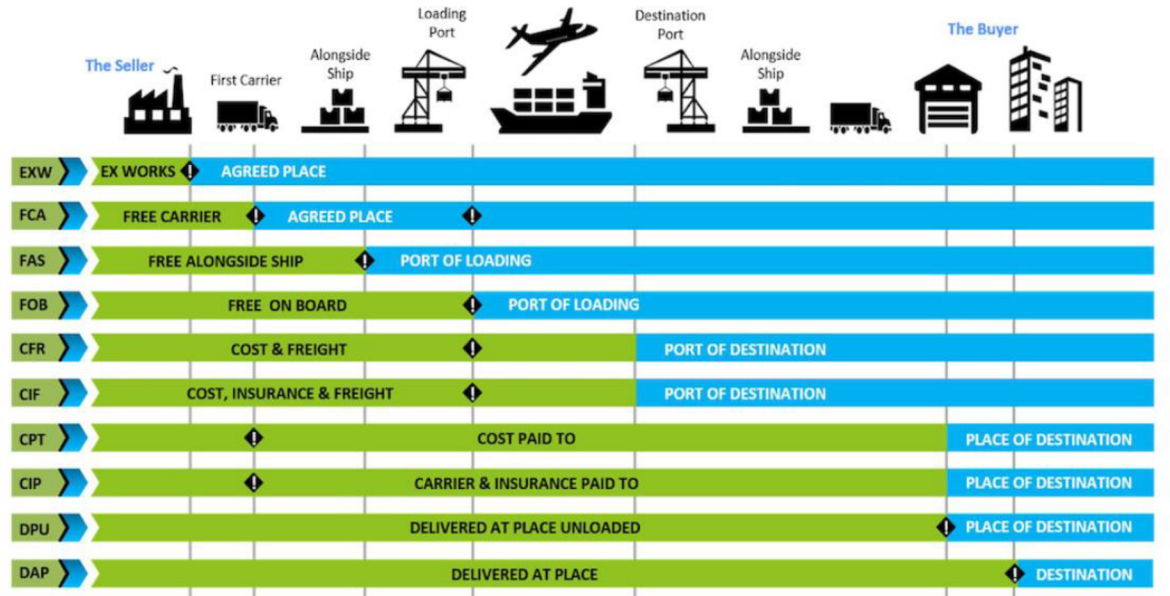 The Seller
First Carrier
Alongside
Ship
Loading
Port
Destination
Port
Alongside
Ship
The Buyer
EXW EX WORKS ! AGREED PLACE
FCA FREE CARRIER ! AGREED PLACE !
FAS FREE ALONGSIDE SHIP ! PORT OF LOADING
FOB FREE ON BOARD ! PORT OF LOADING
CFR COST & FREIGHT ! PORT OF DESTINATION
CIF COST, INSURANCE & FREIGHT ! PORT OF DESTINATION
CPT ! COST PAID TO PLACE OF DESTINATION
CIP ! CARRIER & INSURANCE PAID TO PLACE OF DESTINATION
DPU DELIVERED AT PLACE UNLOADED ! PLACE OF DESTINATION
DAP DELIVERED AT PLACE ! DESTINATION